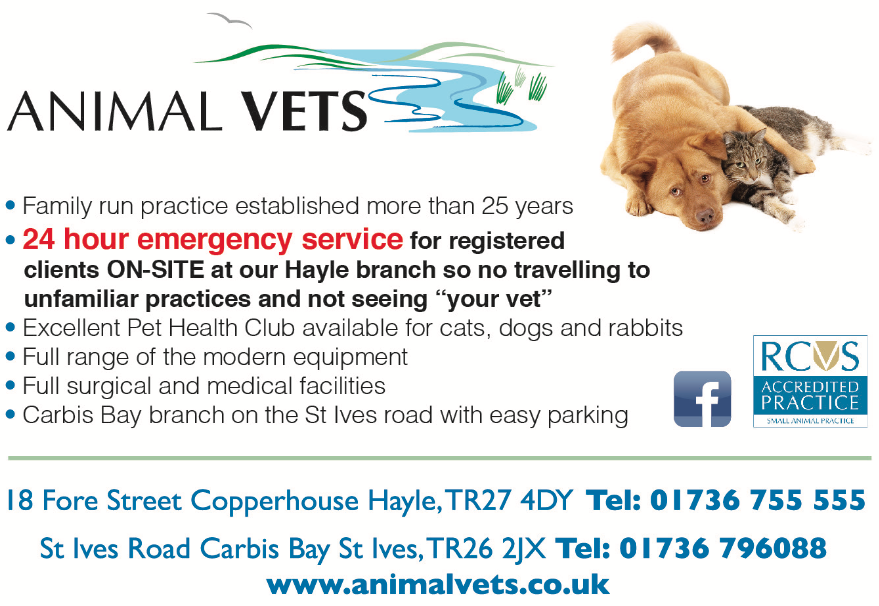 ANIMAL VETS
• Family run practice established more than 25 years
• 24 hour emergency service for registered
clients ON-SITE at our Hayle branch so no travelling to
unfamiliar practices and not seeing “your vet”
• Excellent Pet Health Club available for cats, dogs and rabbits
• Full range of the modern equipment
• Full surgical and medical facilities
• Carbis Bay branch on the St Ives road with easy parking
f
RCVS
ACCREDITED
PRACTICE
SMALL ANIMAL PRACTICE
18 Fore Street Copperhouse Hayle, TR27 4DY Tel: 01736 755 555
St Ives Road Carbis Bay St Ives, TR26 2JX Tel: 01736 796088
www.animalvets.co.uk